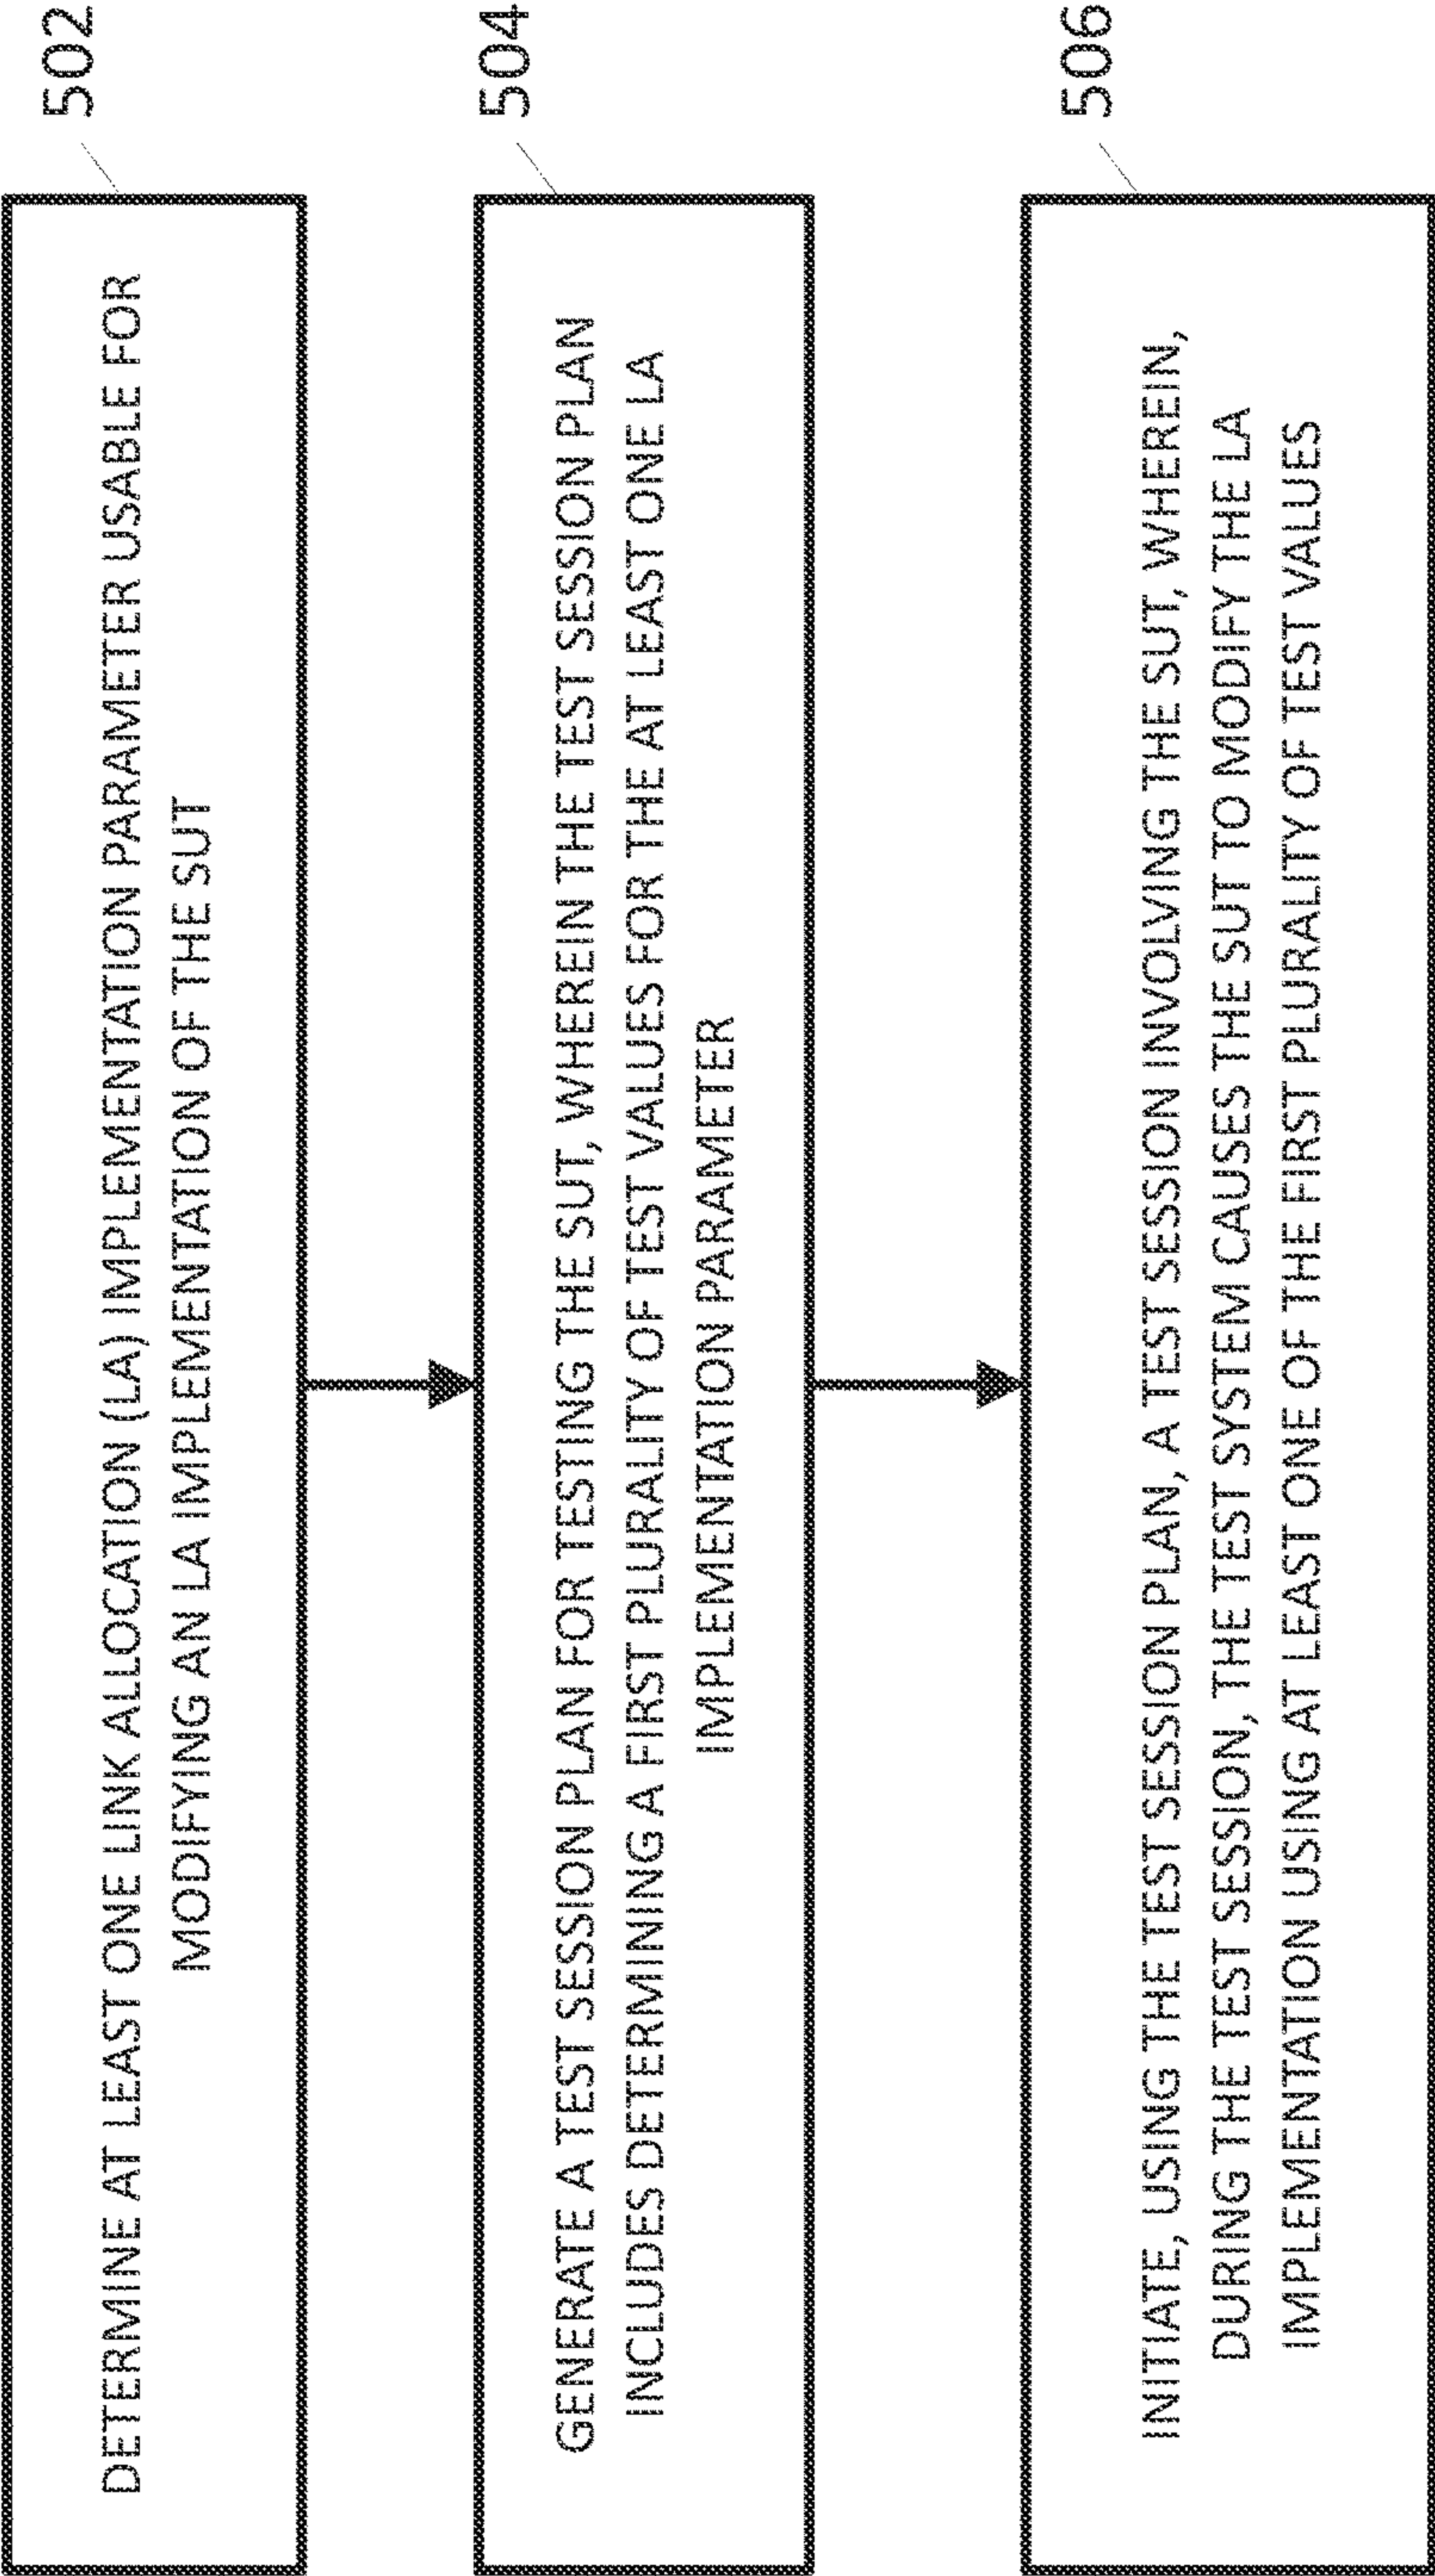 502
DETERMINE AT LEAST ONE LINK ALLOCATION (LA) IMPLEMENTATION PARAMETER USABLE FOR
MODIFYING AN LA IMPLEMENTATION OF THE SUT
504
GENERATE A TEST SESSION PLAN FOR TESTING THE SUT, WHEREIN THE TEST SESSION PLAN
INCLUDES DETERMINING A FIRST PLURALITY OF TEST VALUES FOR THE AT LEAST ONE LA
IMPLEMENTATION PARAMETER
506
INITIATE, USING THE TEST SESSION PLAN, A TEST SESSION INVOLVING THE SUT, WHEREIN,
DURING THE TEST SESSION, THE TEST SYSTEM CAUSES THE SUT TO MODIFY THE LA
IMPLEMENTATION USING AT LEAST ONE OF THE FIRST PLURALITY OF TEST VALUES